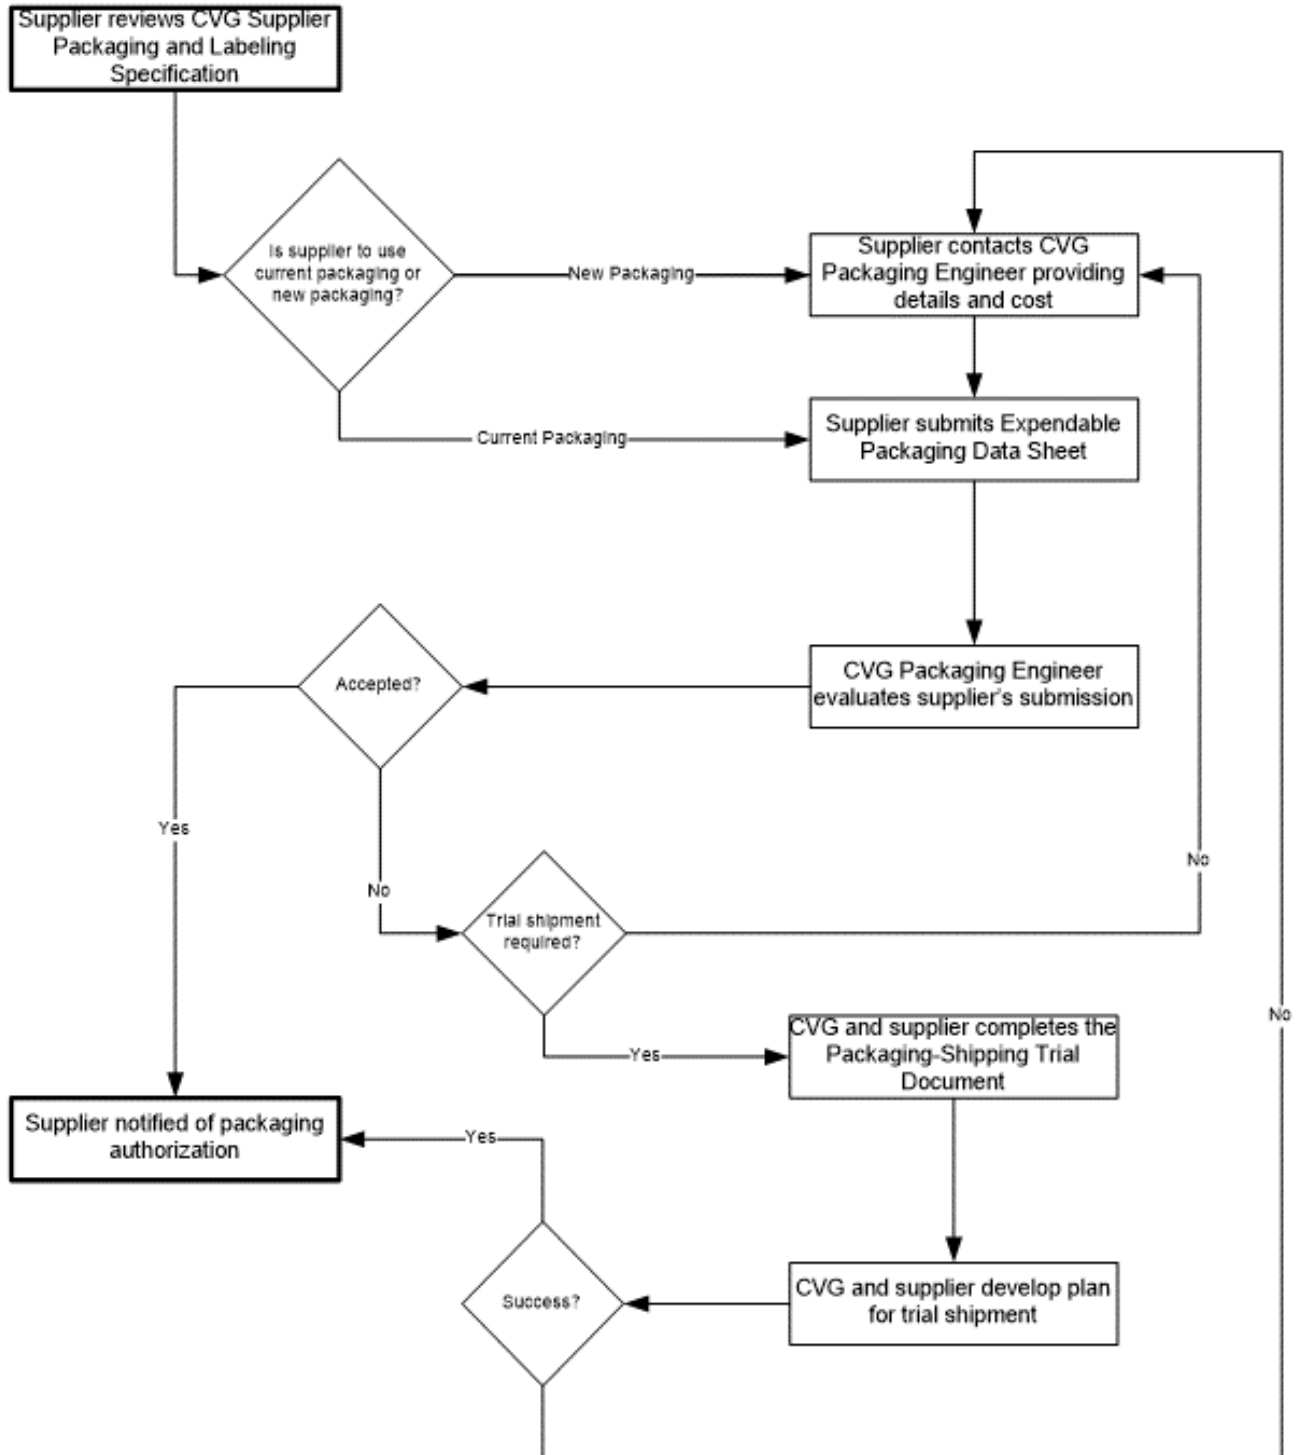 Supplier reviews CVG Supplier
Packaging and Labeling
Specification
Is supplier to use
current packaging or
new packaging?
New Packaging
Supplier contacts CVG
Packaging Engineer providing
details and cost
Current Packaging
Supplier submits Expendable
Packaging Data Sheet
Accepted?
CVG Packaging Engineer
evaluates supplier's submission
Yes
No
No
Trial shipment
required?
No
Yes
CVG and supplier completes the
Packaging-Shipping Trial
Document
Supplier notified of packaging
authorization
Yes
Success?
CVG and supplier develop plan
for trial shipment